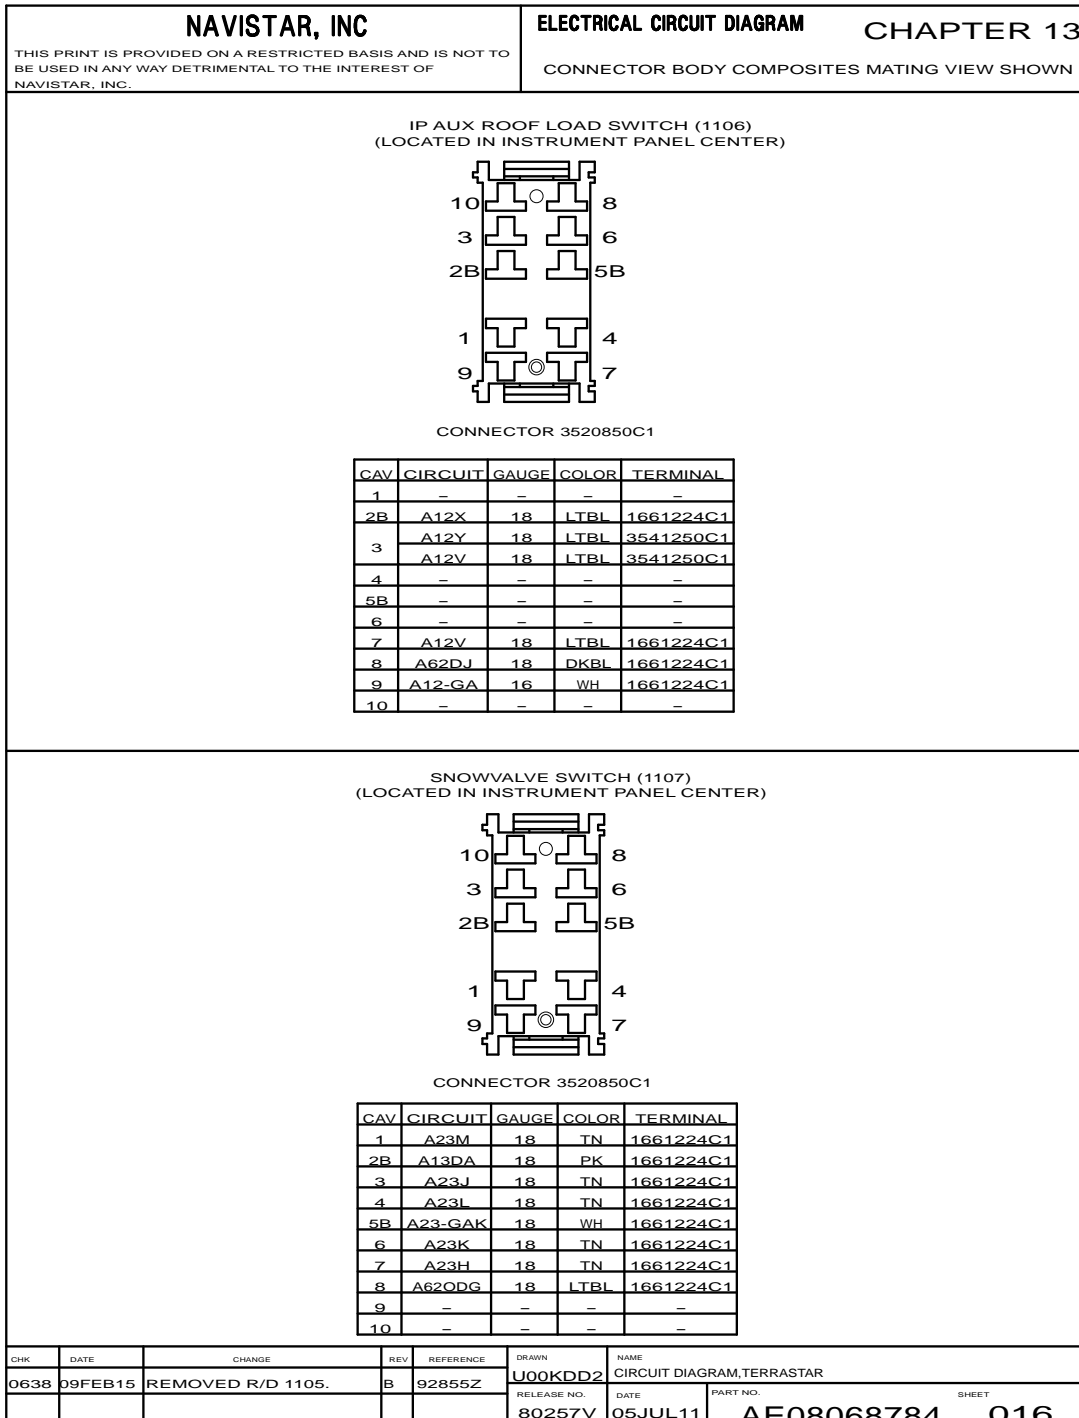 NAVISTAR, INC
THIS PRINT IS PROVIDED ON A RESTRICTED BASIS AND IS NOT TO
BE USED IN ANY WAY DETRIMENTAL TO THE INTEREST OF
NAVISTAR, INC.
ELECTRICAL CIRCUIT DIAGRAM CHAPTER 13
CONNECTOR BODY COMPOSITES MATING VIEW SHOWN
IP AUX ROOF LOAD SWITCH (1106)
(LOCATED IN INSTRUMENT PANEL CENTER)
10 8
3 6
2B 5B
1 4
9 7
CONNECTOR 3520850C1
CAV CIRCUIT GAUGE COLOR TERMINAL
1 – – – –
2B A12X 18 LTBL 1661224C1
3 A12Y 18 LTBL 3541250C1
A12V 18 LTBL 3541250C1
4 – – – –
5B – – – –
6 – – – –
7 A12V 18 LTBL 1661224C1
8 A62DJ 18 DKBL 1661224C1
9 A12-GA 16 WH 1661224C1
10 – – – –
SNOWVALVE SWITCH (1107)
(LOCATED IN INSTRUMENT PANEL CENTER)
10 8
3 6
2B 5B
1 4
9 7
CONNECTOR 3520850C1
CAV CIRCUIT GAUGE COLOR TERMINAL
1 A23M 18 TN 1661224C1
2B A13DA 18 PK 1661224C1
3 A23J 18 TN 1661224C1
4 A23L 18 TN 1661224C1
5B A23-GAK 18 WH 1661224C1
6 A23K 18 TN 1661224C1
7 A23H 18 TN 1661224C1
8 A62ODG 18 LTBL 1661224C1
9 – – – –
10 – – – –
CHK DATE CHANGE REV REFERENCE DRAWN NAME
0638 09FEB15 REMOVED R/D 1105. B 92855Z U00KDD2 CIRCUIT DIAGRAM,TERRASTAR
RELEASE NO. DATE PART NO. SHEET
80257V 05JUL11 AE08068784 016